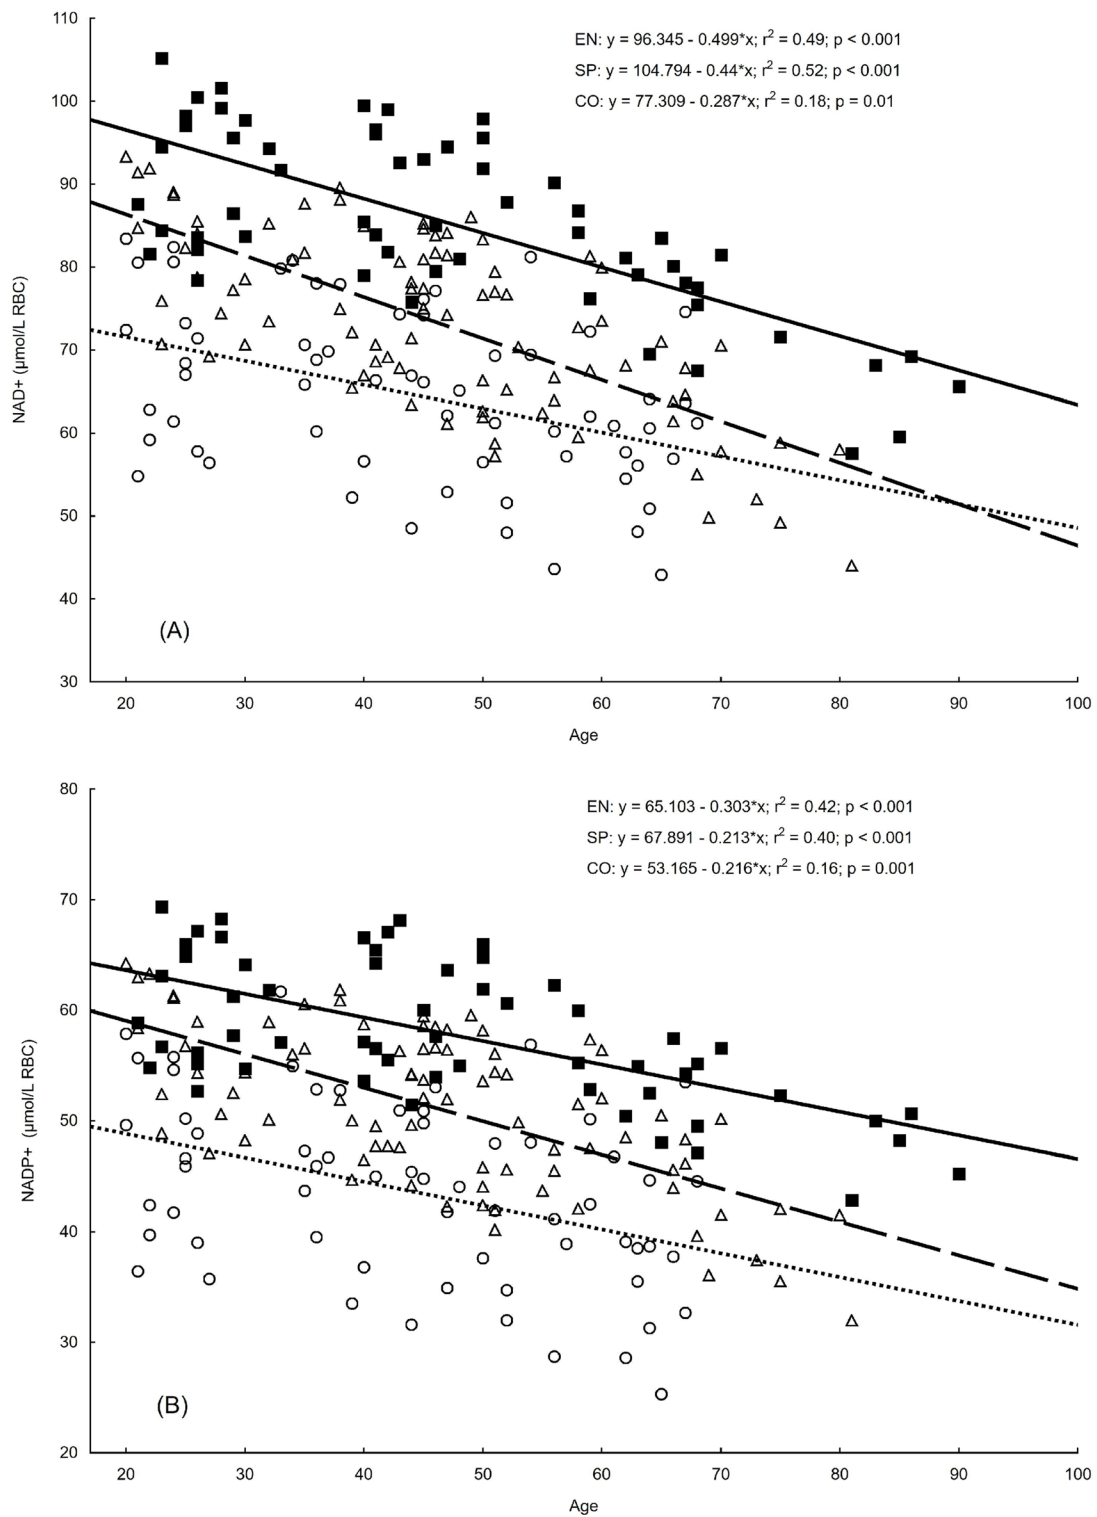 110
100
90
80
70
60
50
40
30
NAD+ (μmol/L RBC)
EN: y = 96.345 - 0.499*x; r² = 0.49; p < 0.001
SP: y = 104.794 - 0.44*x; r² = 0.52; p < 0.001
CO: y = 77.309 - 0.287*x; r² = 0.18; p = 0.01
(A)
20 30 40 50 60 70 80 90 100
Age
80
70
60
50
40
30
20
NADP+ (μmol/L RBC)
EN: y = 65.103 - 0.303*x; r² = 0.42; p < 0.001
SP: y = 67.891 - 0.213*x; r² = 0.40; p < 0.001
CO: y = 53.165 - 0.216*x; r² = 0.16; p = 0.001
(B)
20 30 40 50 60 70 80 90 100
Age